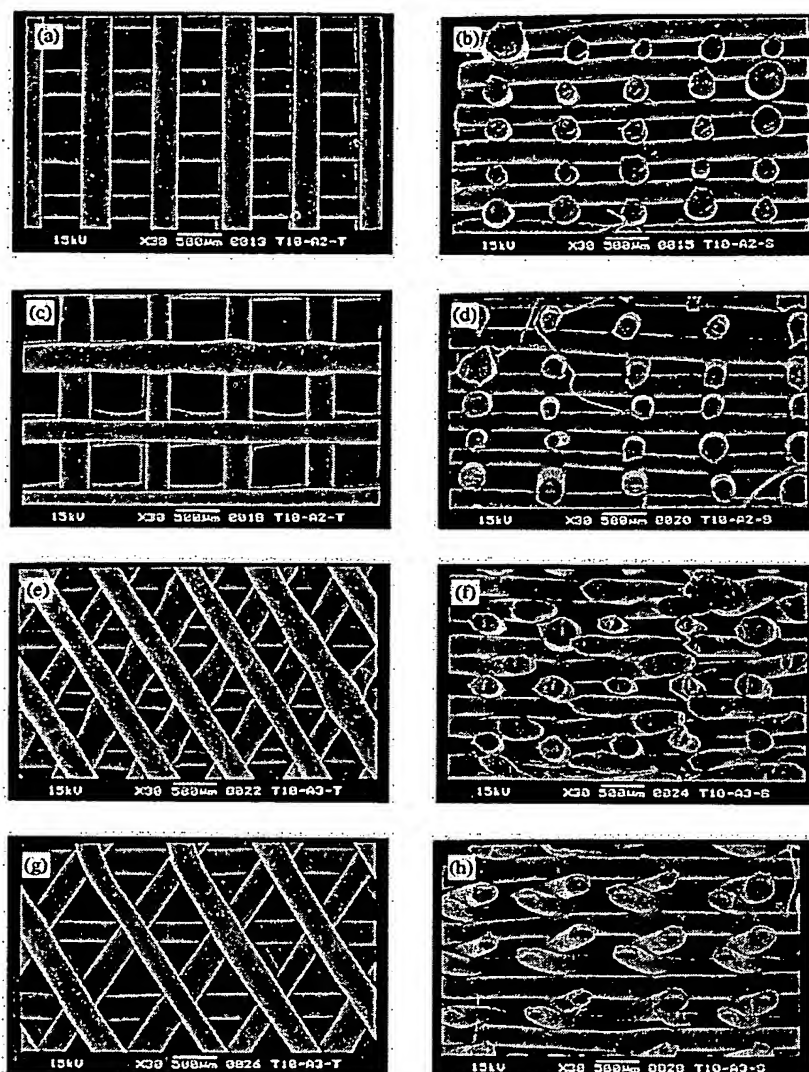 (a)
15kV X30 500µm 0013 T10-A2-T
(b)
15kV X30 500µm 0015 T10-A2-S
(c)
15kV X30 500µm 0018 T10-A2-T
(d)
15kV X30 500µm 0020 T10-A2-S
(e)
15kV X30 500µm 0022 T10-A3-T
(f)
15kV X30 500µm 0024 T10-A3-S
(g)
15kV X30 500µm 0026 T10-A3-T
(h)
15kV X30 500µm 0028 T10-A3-S